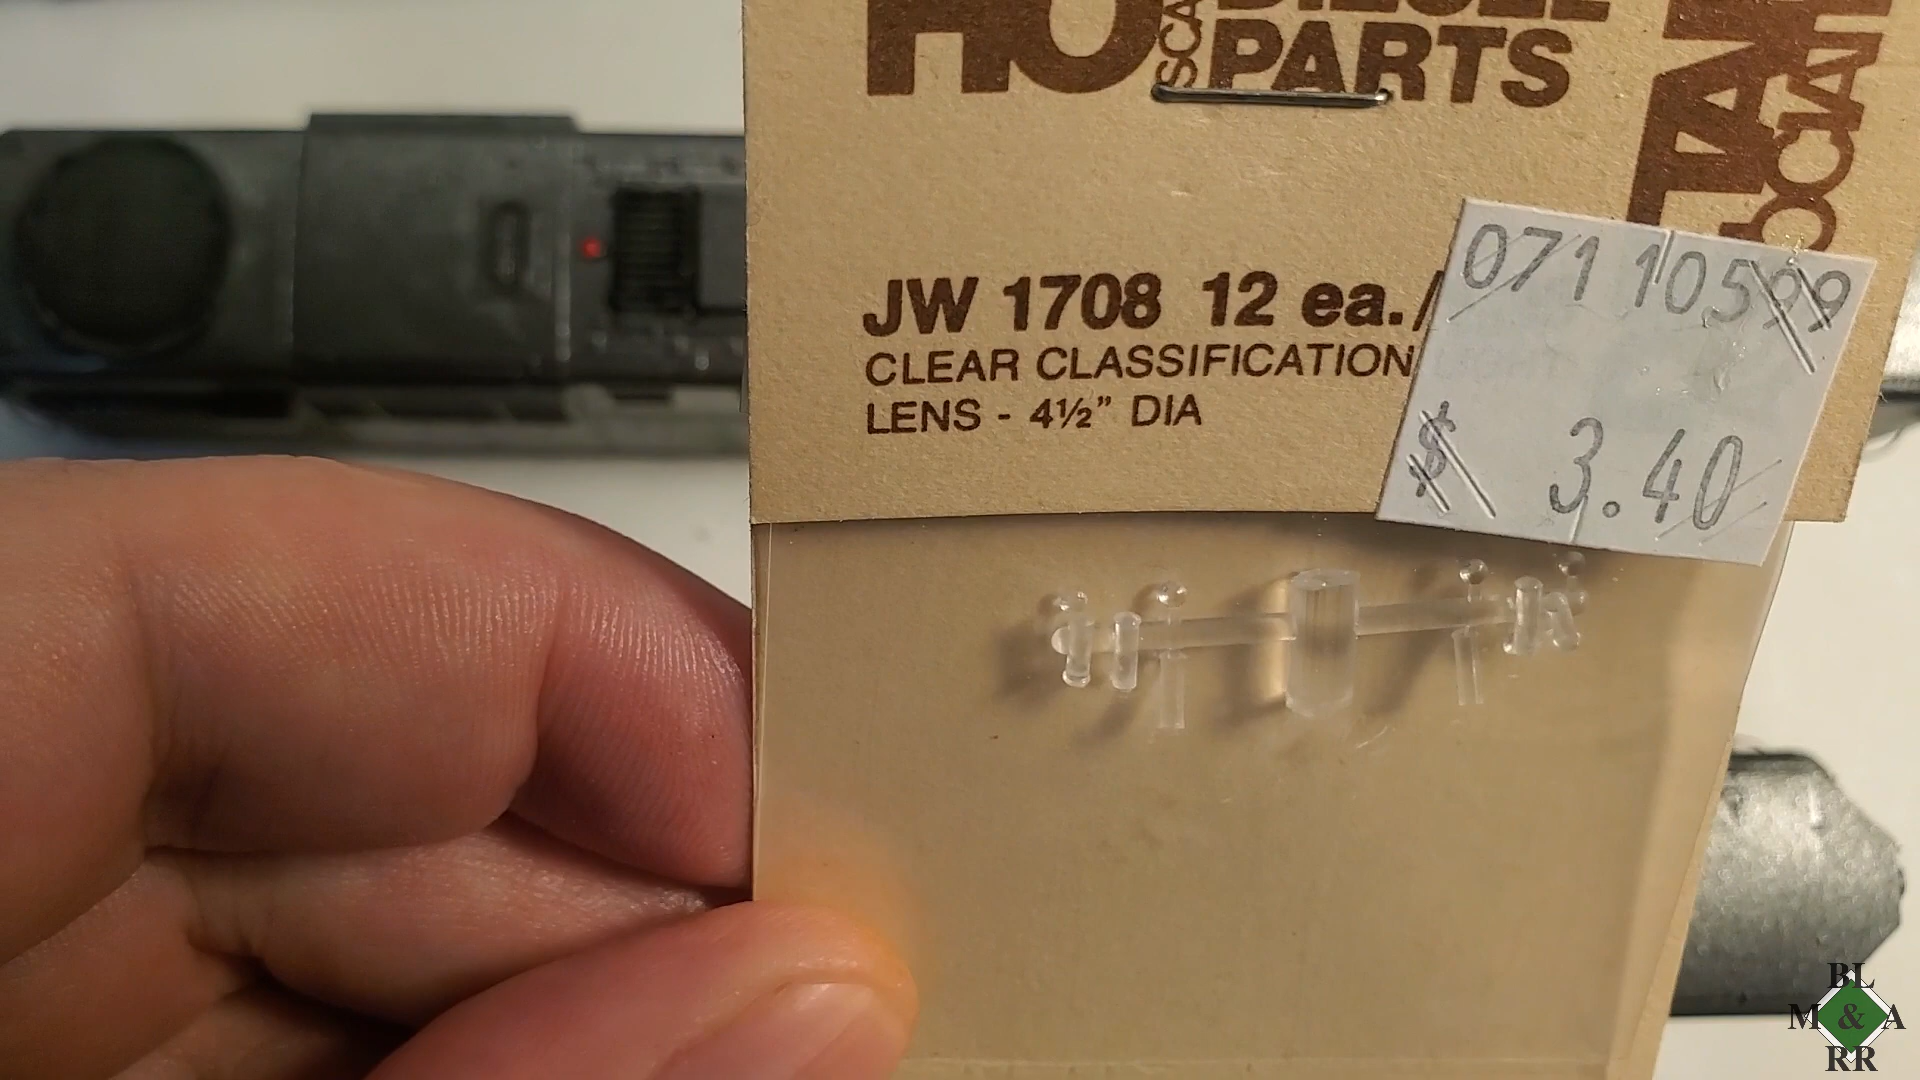 HO SCA DIESEL
PARTS
JW 1708 12 ea./
CLEAR CLASSIFICATION
LENS - 4½" DIA
071 10599
$ 3.40
BL
M & A
RR